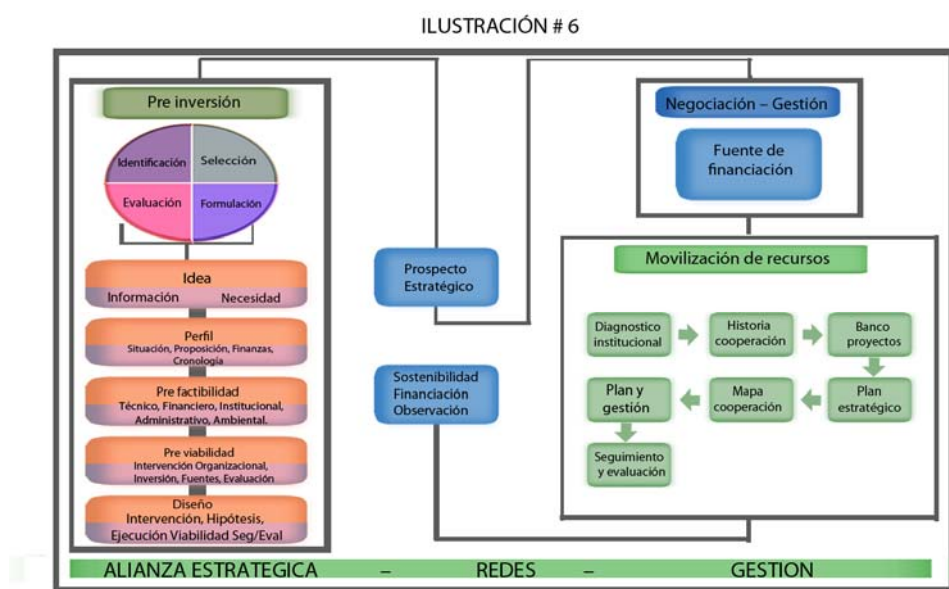 ILUSTRACIÓN # 6
Pre inversión
Identificación
Selección
Evaluación
Formulación
Idea
Información Necesidad
Perfil
Situación, Proposición, Finanzas,
Cronología
Pre factibilidad
Técnico, Financiero, Institucional,
Administrativo, Ambiental.
Pre viabilidad
Intervención Organizacional,
Inversión, Fuentes, Evaluación
Diseño
Intervención, Hipótesis,
Ejecución Viabilidad Seg/Eval
Prospecto
Estratégico
Sostenibilidad
Financiación
Observación
Negociación – Gestión
Fuente de
financiación
Movilización de recursos
Diagnostico
institucional
Historia
cooperación
Banco
proyectos
Plan
estratégico
Mapa
cooperación
Plan y
gestión
Seguimiento
y evaluación
ALIANZA ESTRATEGICA – REDES – GESTION